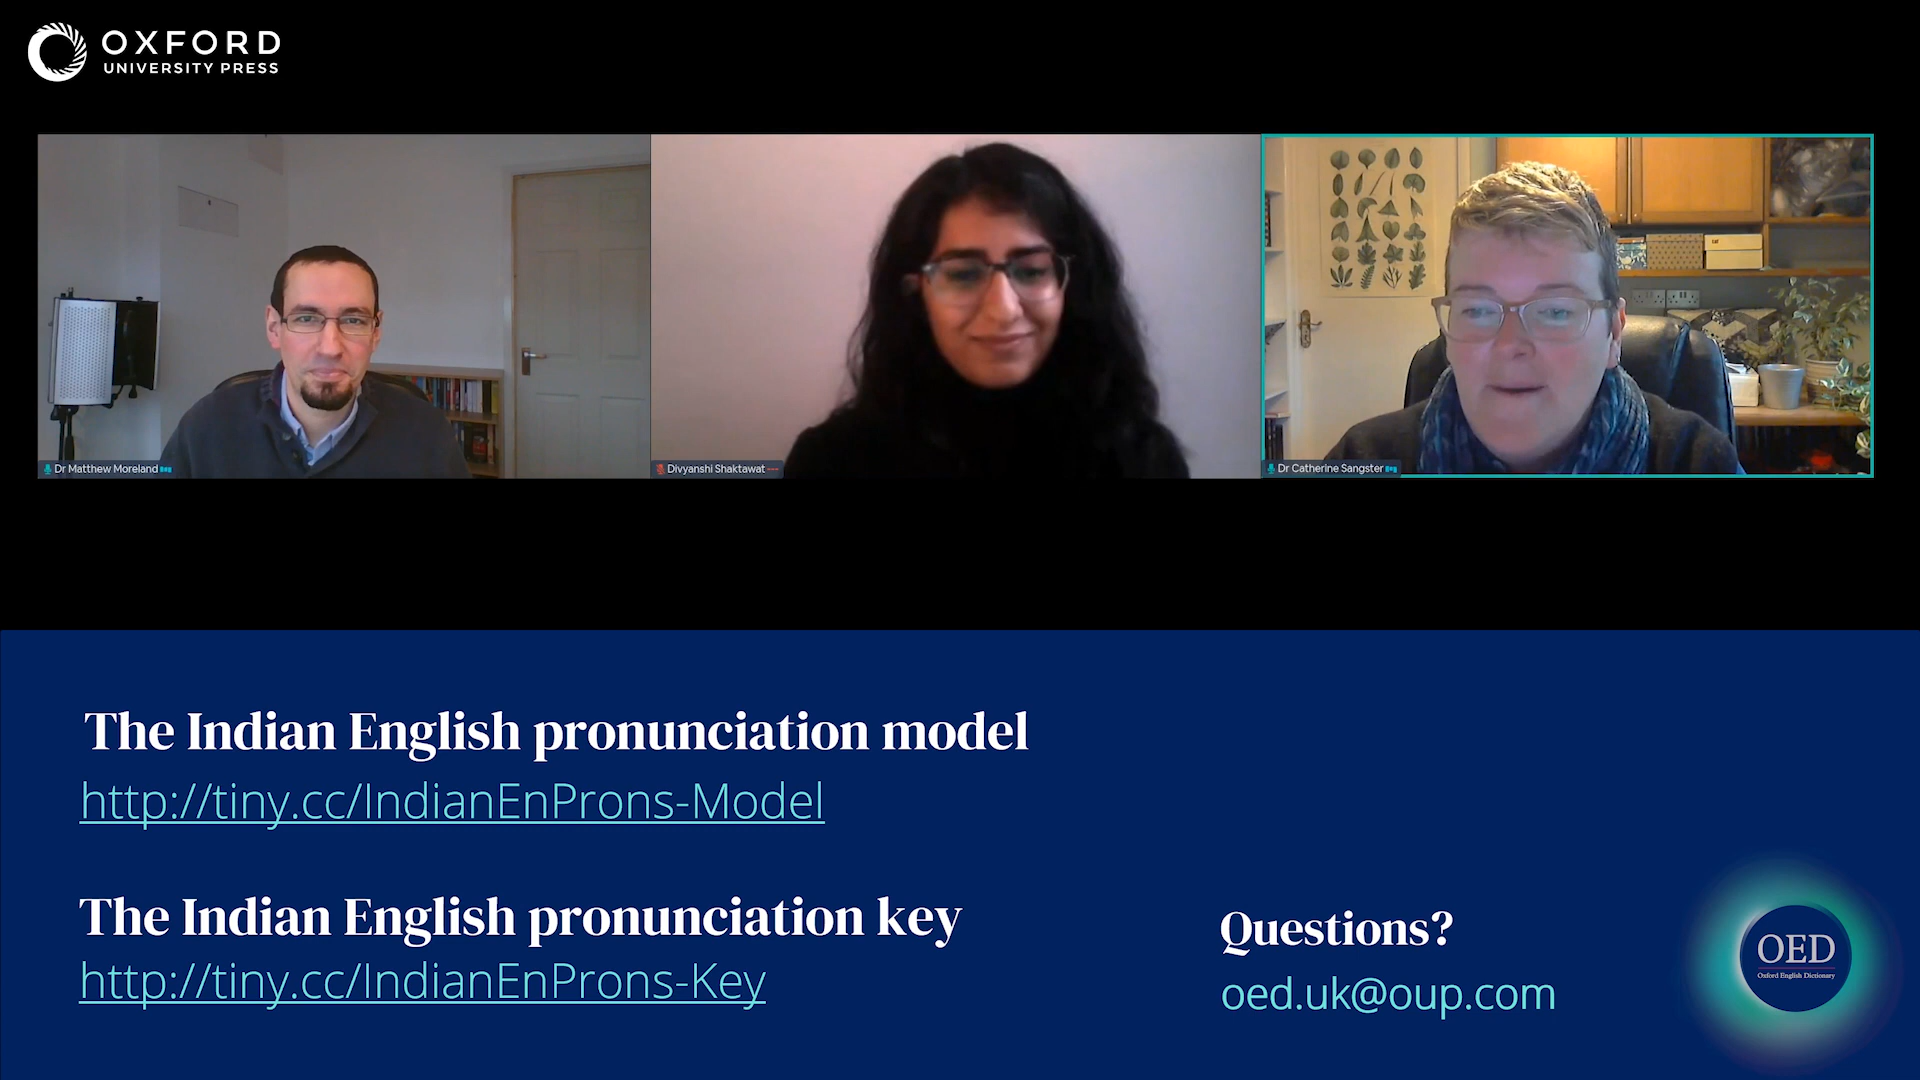 OXFORD
UNIVERSITY PRESS
Dr Matthew Moreland
Divyanshi Shaktawat
Dr Catherine Sangster
The Indian English pronunciation model
http://tiny.cc/IndianEnProns-Model
The Indian English pronunciation key
http://tiny.cc/IndianEnProns-Key
Questions?
oed.uk@oup.com
OED
Oxford English Dictionary